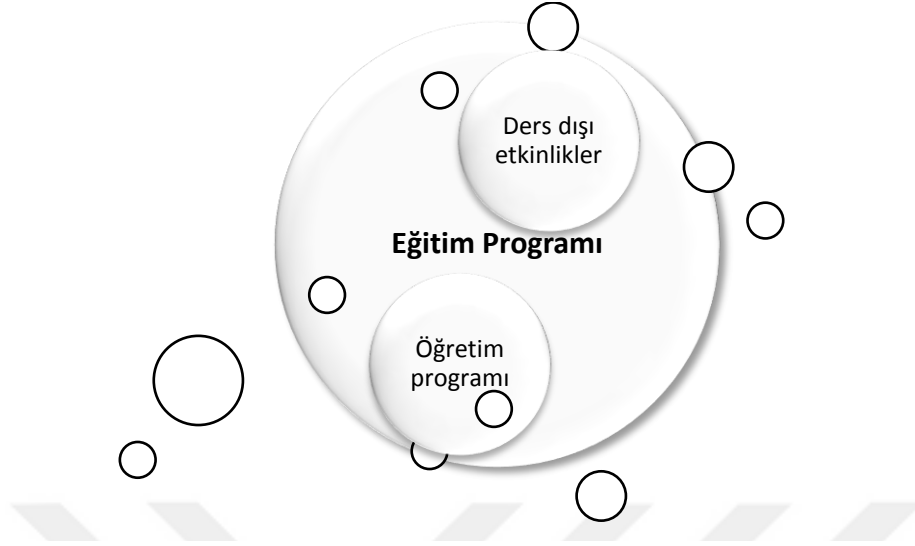 Ders dışı
etkinlikler
Eğitim Programı
Öğretim
programı